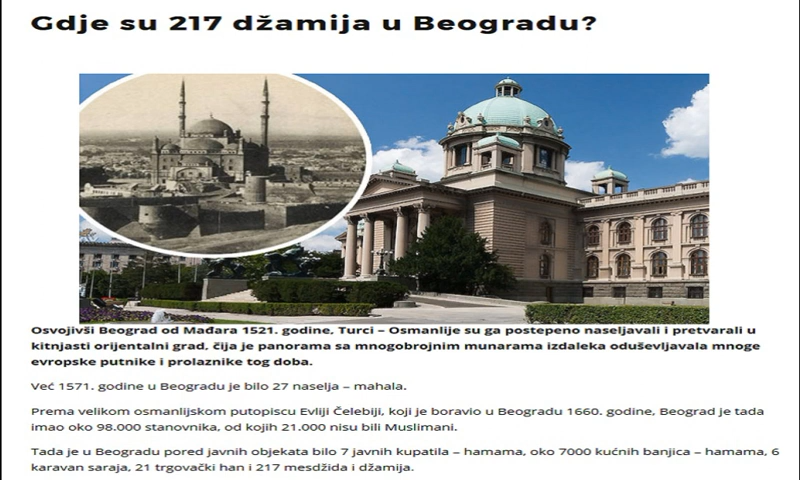 Gdje su 217 džamija u Beogradu?
Osvojivši Beograd od Mađara 1521. godine, Turci – Osmanlije su ga postepeno naseljavali i pretvarali u
kitnjasti orijentalni grad, čija je panorama sa mnogobrojnim munarama izdaleka oduševljavala mnoge
evropske putnike i prolaznike tog doba.
Već 1571. godine u Beogradu je bilo 27 naselja – mahala.
Prema velikom osmanlijskom putopiscu Evliji Čelebiji, koji je boravio u Beogradu 1660. godine, Beograd je tada
imao oko 98.000 stanovnika, od kojih 21.000 nisu bili Muslimani.
Tada je u Beogradu pored javnih objekata bilo 7 javnih kupatila – hamama, oko 7000 kućnih banjica – hamama, 6
karavan saraja, 21 trgovački han i 217 mesdžida i džamija.